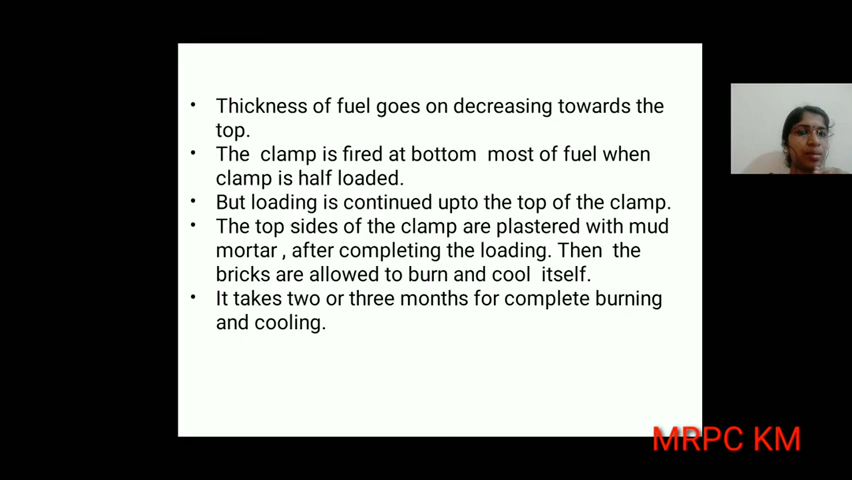 • Thickness of fuel goes on decreasing towards the
top.
• The clamp is fired at bottom most of fuel when
clamp is half loaded.
• But loading is continued upto the top of the clamp.
• The top sides of the clamp are plastered with mud
mortar , after completing the loading. Then the
bricks are allowed to burn and cool itself.
• It takes two or three months for complete burning
and cooling.
MRPC KM